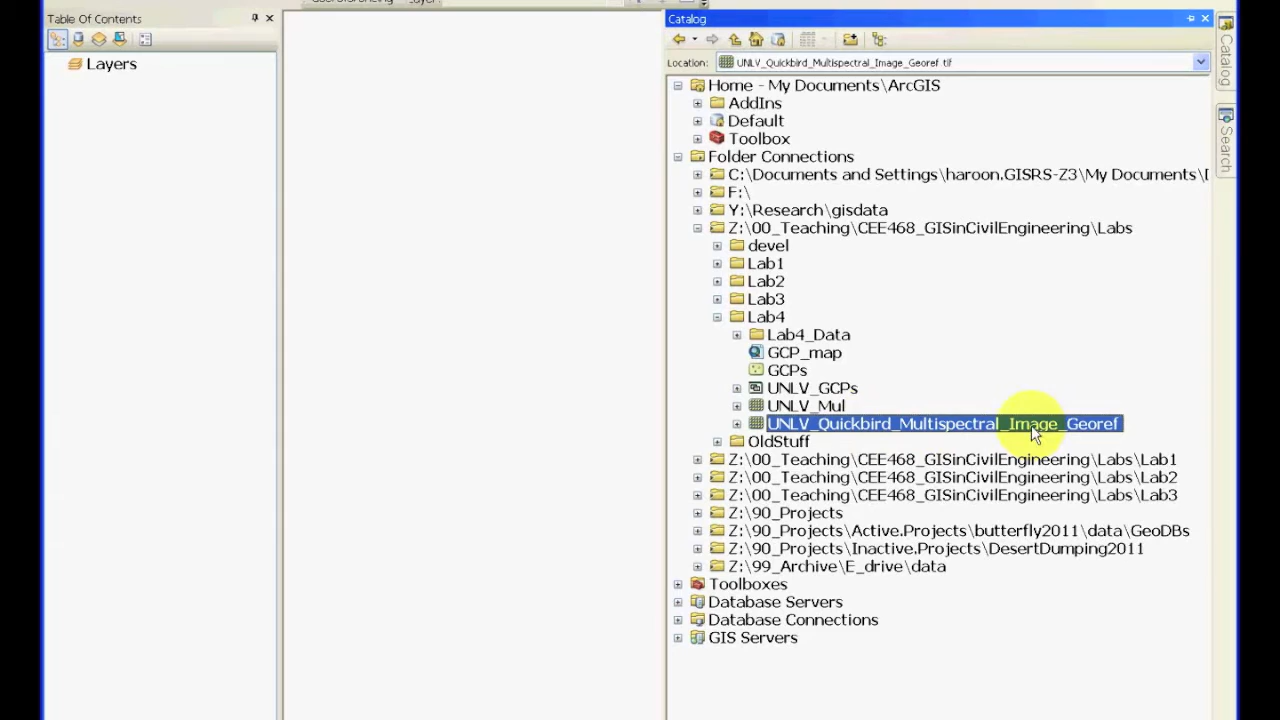 Table Of Contents
Layers
Catalog
Location:
UNLV_Quickbird_Multispectral_Image_Georef.tif
Home - My Documents\ArcGIS
AddIns
Default
Toolbox
Folder Connections
C:\Documents and Settings\haroon.GISRS-Z3\My Documents\
F:\
Y:\Research\gisdata
Z:\00_Teaching\CEE468_GISinCivilEngineering\Labs
devel
Lab1
Lab2
Lab3
Lab4
Lab4_Data
GCP_map
GCPs
UNLV_GCPs
UNLV_Mul
UNLV_Quickbird_Multispectral_Image_Georef
OldStuff
Z:\00_Teaching\CEE468_GISinCivilEngineering\Labs\Lab1
Z:\00_Teaching\CEE468_GISinCivilEngineering\Labs\Lab2
Z:\00_Teaching\CEE468_GISinCivilEngineering\Labs\Lab3
Z:\90_Projects
Z:\90_Projects\Active.Projects\butterfly2011\data\GeoDBs
Z:\90_Projects\Inactive.Projects\DesertDumping2011
Z:\99_Archive\E_drive\data
Toolboxes
Database Servers
Database Connections
GIS Servers
Catalog
Search